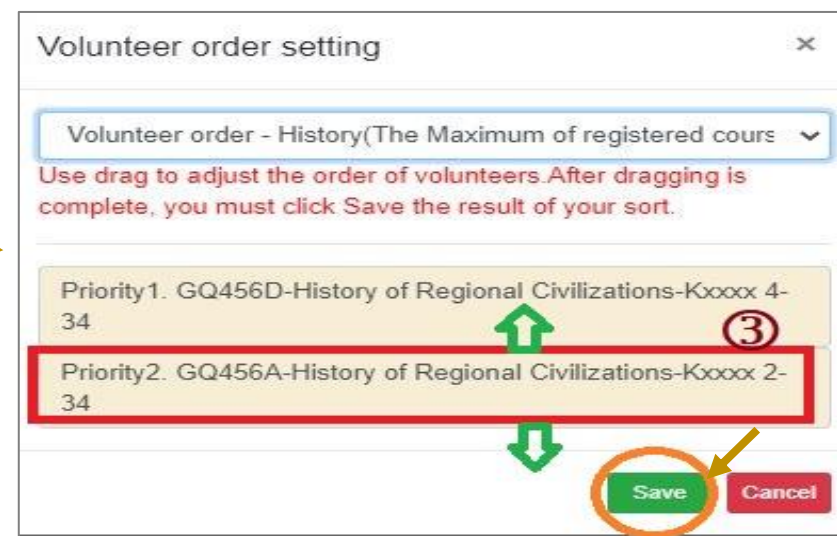 Volunteer order setting ×
Volunteer order - History(The Maximum of registered cours
Use drag to adjust the order of volunteers.After dragging is
complete, you must click Save the result of your sort.
Priority1. GQ456D-History of Regional Civilizations-Kxxxx 4-
34
③
Priority2. GQ456A-History of Regional Civilizations-Kxxxx 2-
34
Save Cancel